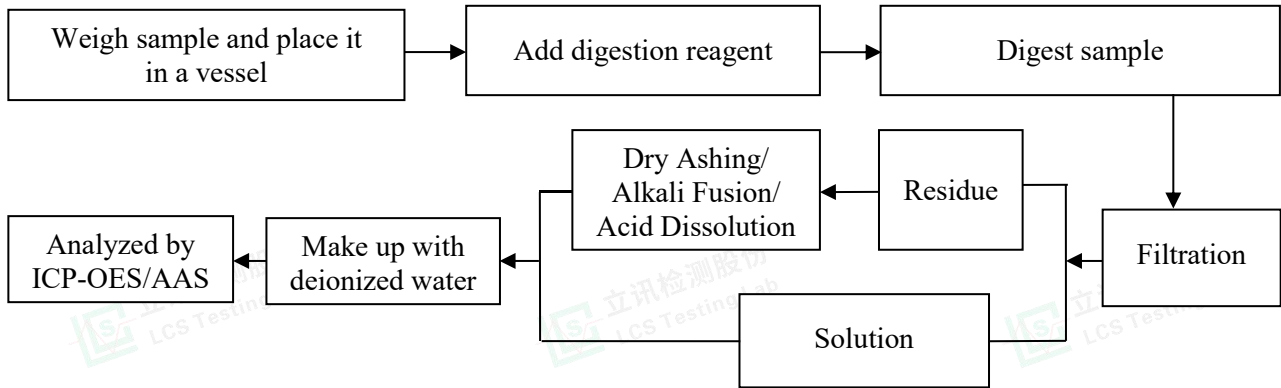 Weigh sample and place it
in a vessel
Add digestion reagent
Digest sample
Filtration
Residue
Solution
Dry Ashing/
Alkali Fusion/
Acid Dissolution
Make up with
deionized water
Analyzed by
ICP-OES/AAS
立讯检测股份
LCS Testing Lab
立讯检测股份
LCS Testing Lab
立讯
LCS Testing Lab